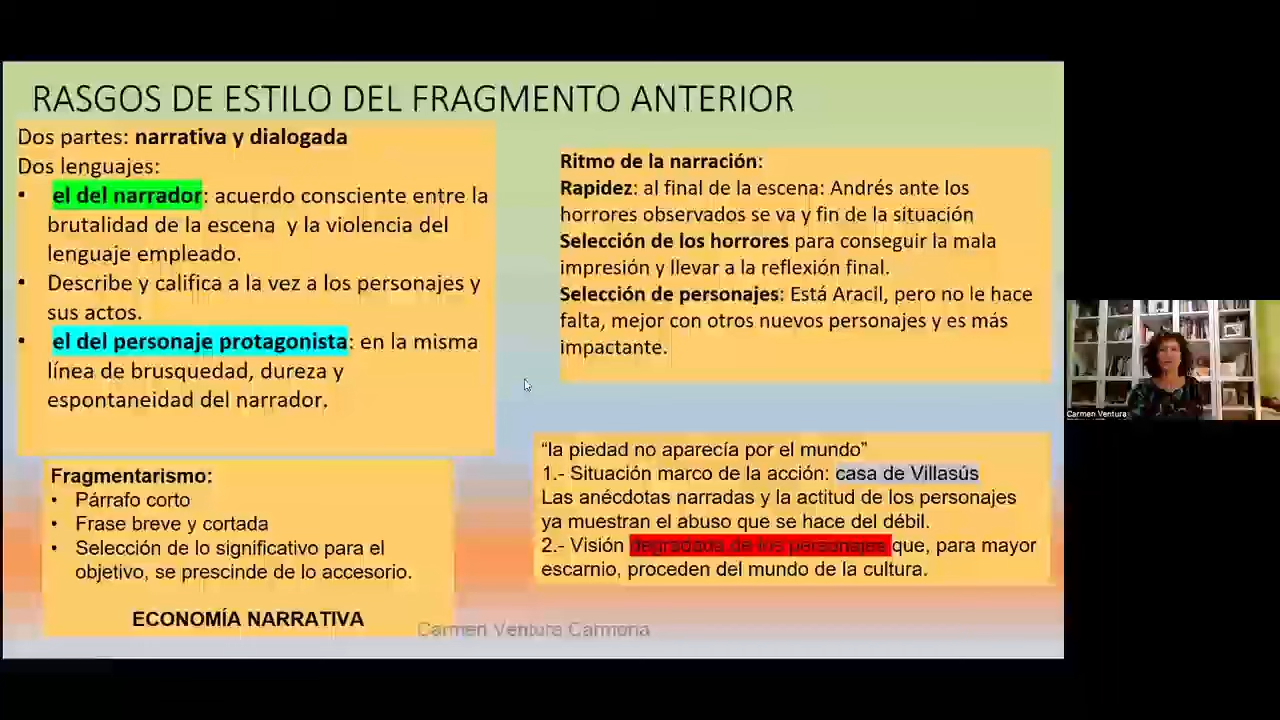 RASGOS DE ESTILO DEL FRAGMENTO ANTERIOR
Dos partes: narrativa y dialogada
Dos lenguajes:
• el del narrador: acuerdo consciente entre la
brutalidad de la escena y la violencia del
lenguaje empleado.
• Describe y califica a la vez a los personajes y
sus actos.
• el del personaje protagonista: en la misma
línea de brusquedad, dureza y
espontaneidad del narrador.
Fragmentarismo:
• Párrafo corto
• Frase breve y cortada
• Selección de lo significativo para el
objetivo, se prescinde de lo accesorio.
ECONOMÍA NARRATIVA
Ritmo de la narración:
Rapidez: al final de la escena: Andrés ante los
horrores observados se va y fin de la situación
Selección de los horrores para conseguir la mala
impresión y llevar a la reflexión final.
Selección de personajes: Está Aracil, pero no le hace
falta, mejor con otros nuevos personajes y es más
impactante.
“la piedad no aparecía por el mundo”
1.- Situación marco de la acción: casa de Villasús
Las anécdotas narradas y la actitud de los personajes
ya muestran el abuso que se hace del débil.
2.- Visión degradada de los personajes que, para mayor
escarnio, proceden del mundo de la cultura.
Carmen Ventura Carmona
Carmen Ventura